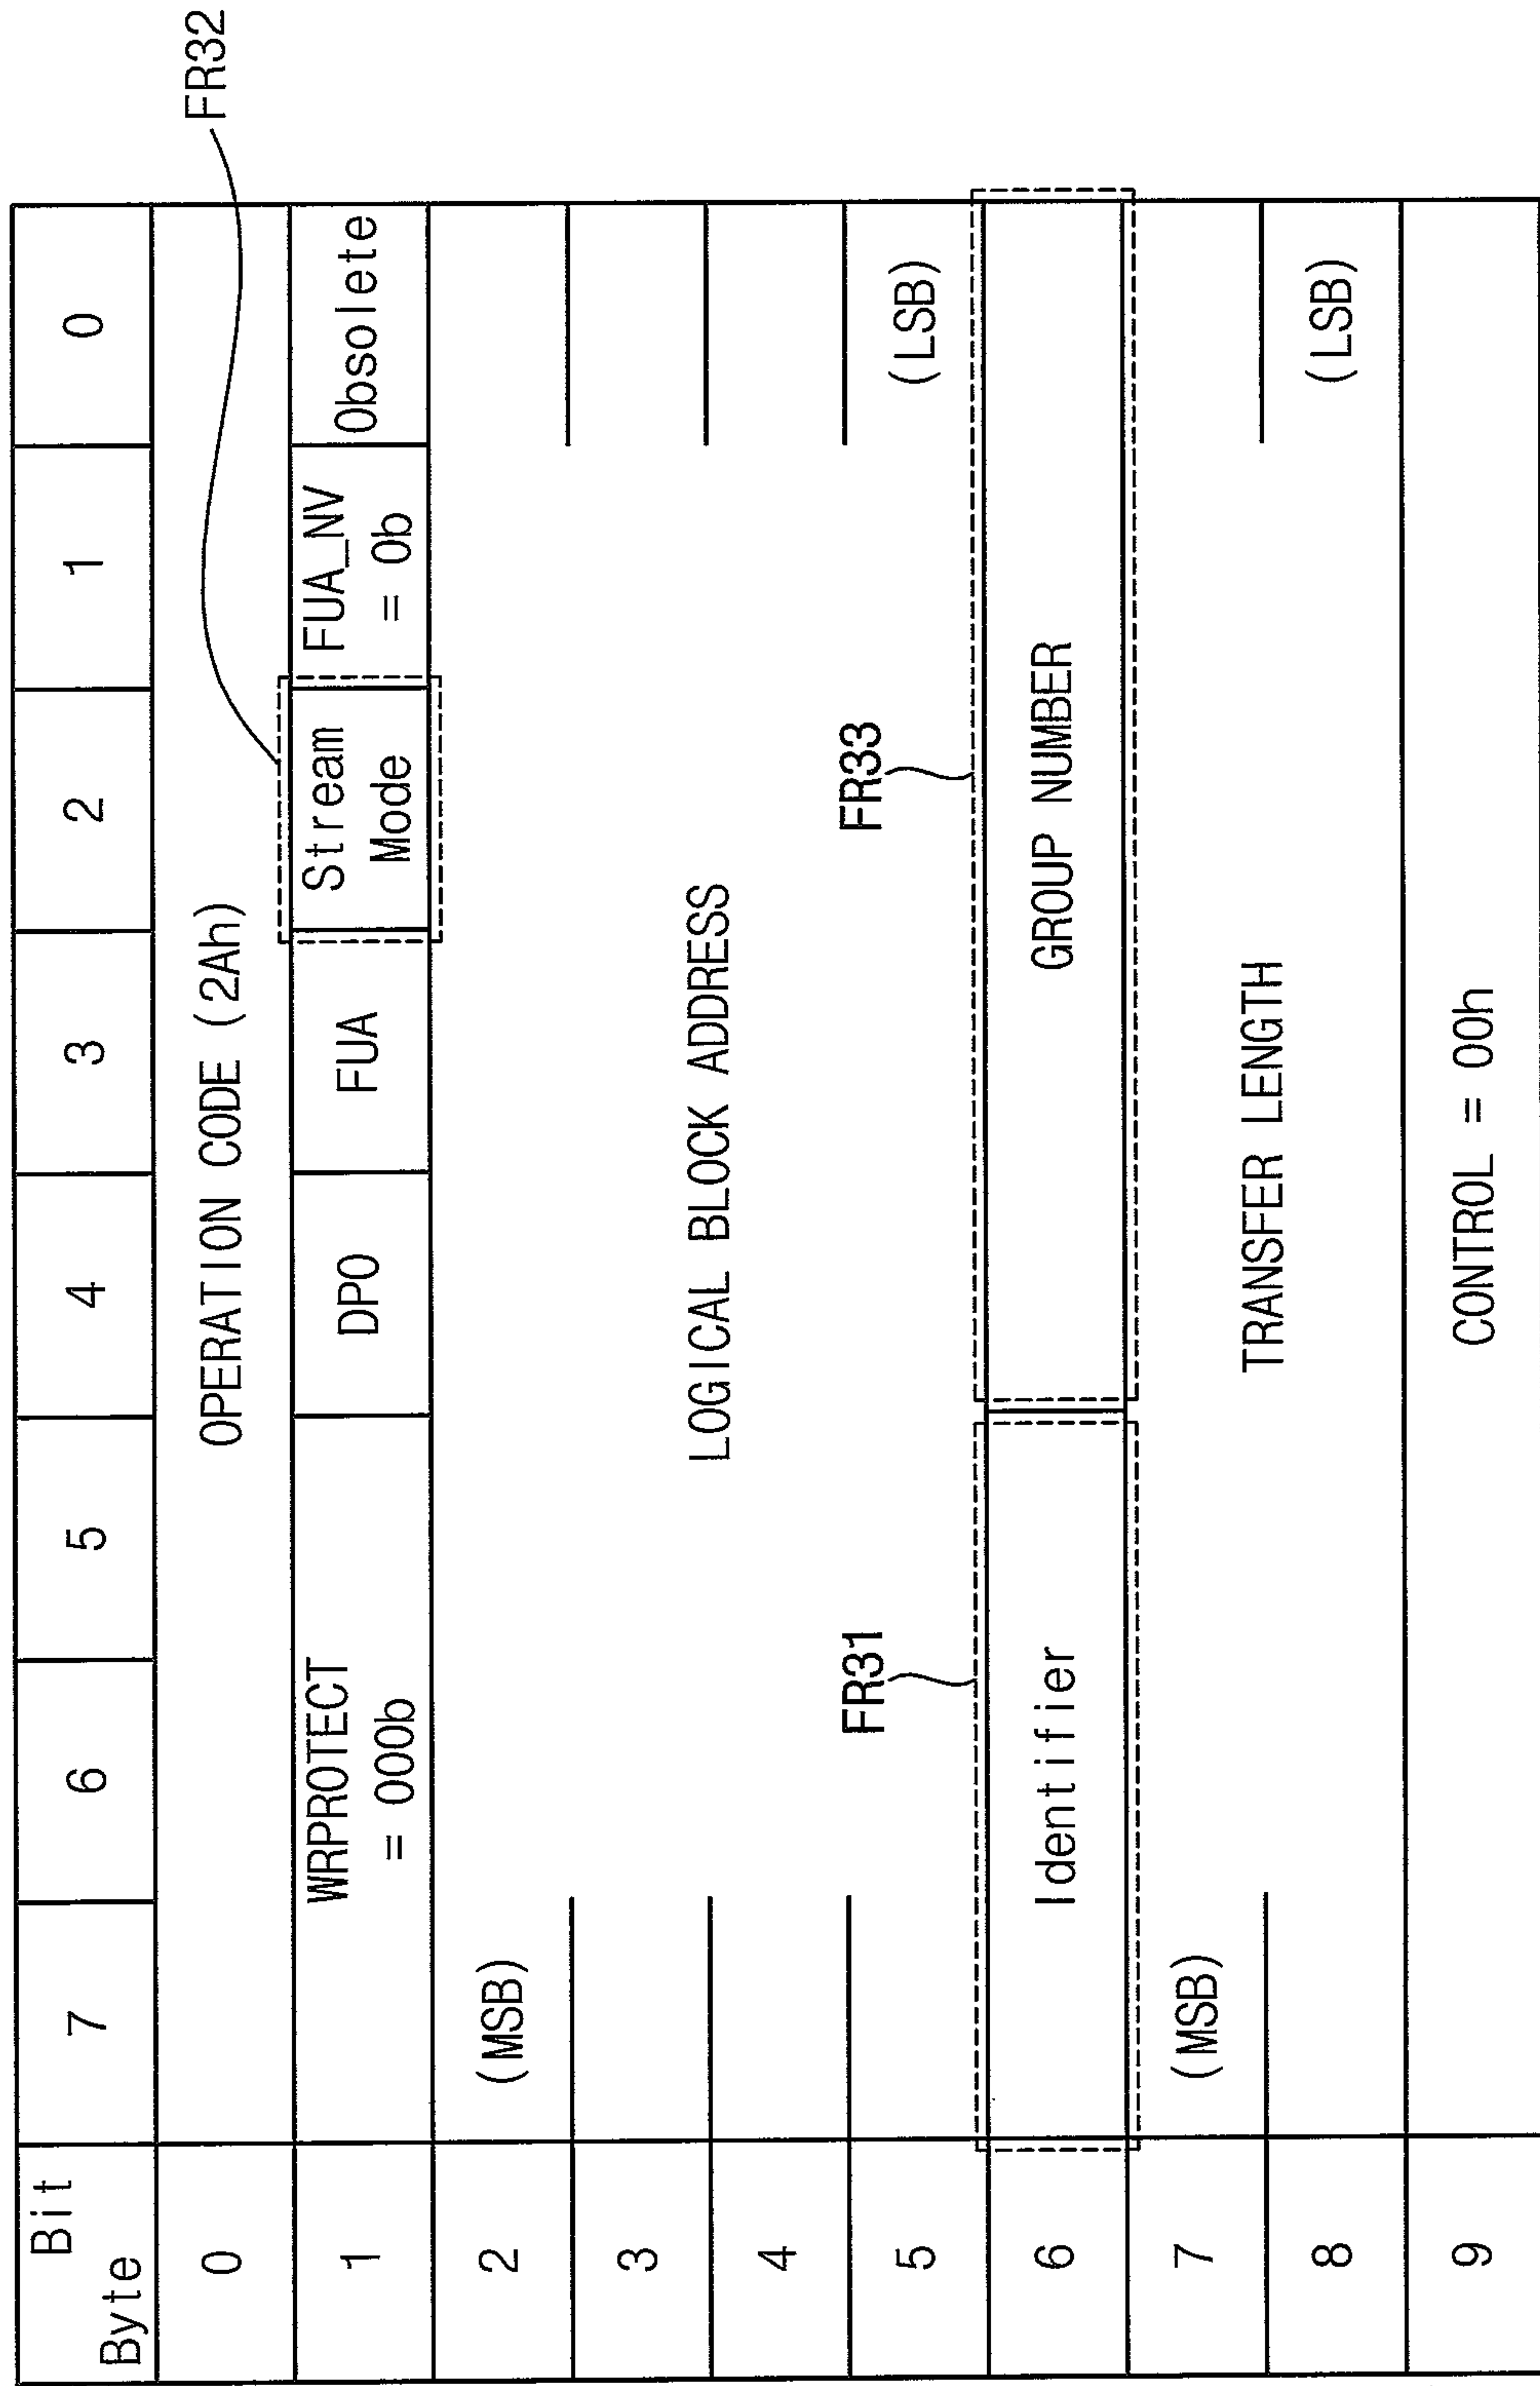 FR32
Bit 7 6 5 4 3 2 1 0
Byte
0 OPERATION CODE (2Ah)
1 WRPROTECT = 000b DPO FUA Stream Mode FUA_NV = 0b Obsolete
2 (MSB)
3
LOGICAL BLOCK ADDRESS
4
5 FR31 FR33 (LSB)
6 Identifier GROUP NUMBER
7 (MSB)
TRANSFER LENGTH
8 (LSB)
9 CONTROL = 00h